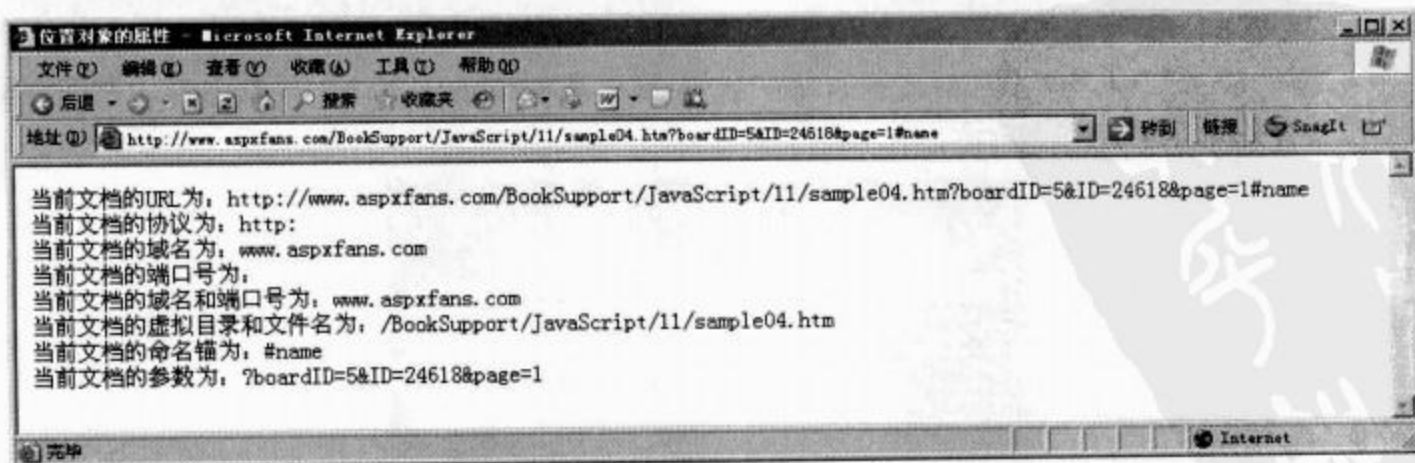 位置对象的属性 - Microsoft Internet Explorer
文件(F) 编辑(E) 查看(V) 收藏(A) 工具(T) 帮助(H)
后退 搜索 收藏夹
地址(D) http://www.aspxfans.com/BookSupport/JavaScript/11/sample04.htm?boardID=5&ID=24618&page=1#name 转到 链接 SnagIt
当前文档的URL为：http://www.aspxfans.com/BookSupport/JavaScript/11/sample04.htm?boardID=5&ID=24618&page=1#name
当前文档的协议为：http:
当前文档的域名为：www.aspxfans.com
当前文档的端口号为：
当前文档的域名和端口号为：www.aspxfans.com
当前文档的虚拟目录和文件名为：/BookSupport/JavaScript/11/sample04.htm
当前文档的命名锚为：#name
当前文档的参数为：?boardID=5&ID=24618&page=1
完毕 Internet